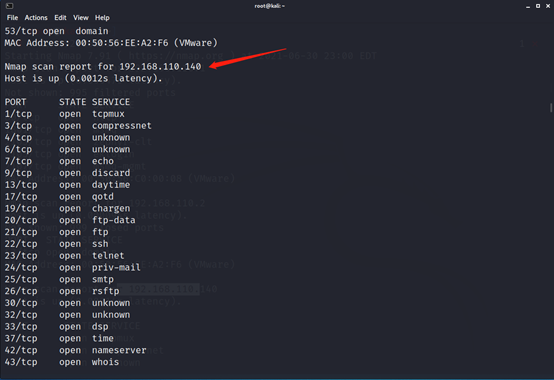 root@kali: ~
File Actions Edit View Help
53/tcp open domain
MAC Address: 00:50:56:EE:A2:F6 (VMware)
Nmap scan report for 192.168.110.140
Host is up (0.0012s latency).
PORT STATE SERVICE
1/tcp open tcpmux
3/tcp open compressnet
4/tcp open unknown
6/tcp open unknown
7/tcp open echo
9/tcp open discard
13/tcp open daytime
17/tcp open qotd
19/tcp open chargen
20/tcp open ftp-data
21/tcp open ftp
22/tcp open ssh
23/tcp open telnet
24/tcp open priv-mail
25/tcp open smtp
26/tcp open rsftp
30/tcp open unknown
32/tcp open unknown
33/tcp open dsp
37/tcp open time
42/tcp open nameserver
43/tcp open whois